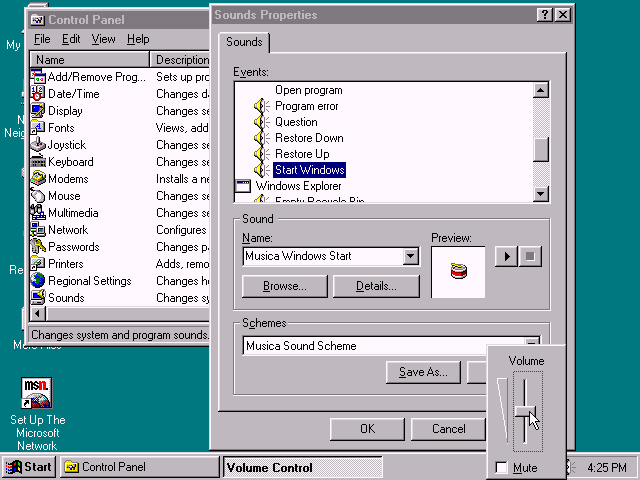 Control Panel
File Edit View Help
Name Description
Add/Remove Prog... Sets up pro
Date/Time Changes da
Display Changes se
Fonts Views, add
Joystick Changes se
Keyboard Changes se
Modems Installs a ne
Mouse Changes se
Multimedia Changes se
Network Configures
Passwords Changes pa
Printers Adds, remo
Regional Settings Changes ho
Sounds Changes sy
Changes system and program sounds.
My
Neig
Re
msn.
Set Up The
Microsoft
Network
Sounds Properties
Sounds
Events:
Open program
Program error
Question
Restore Down
Restore Up
Start Windows
Windows Explorer
Empty Recycle Bin
Sound
Name:
Musica Windows Start
Preview:
Browse...
Details...
Schemes
Musica Sound Scheme
Save As...
OK
Cancel
Volume
Mute
Start
Control Panel
Volume Control
4:25 PM